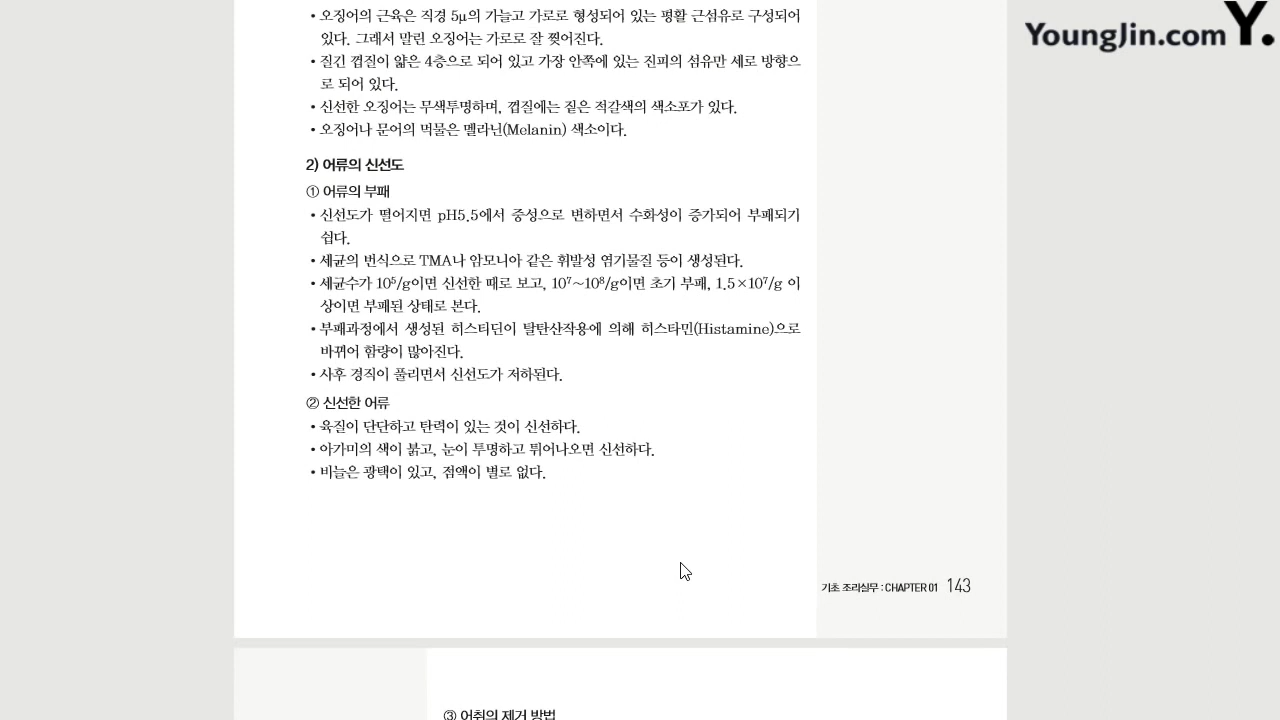 • 오징어의 근육은 직경 5μ의 가늘고 가로로 형성되어 있는 평활 근섬유로 구성되어
있다. 그래서 말린 오징어는 가로로 잘 찢어진다.
• 질긴 껍질이 얇은 4층으로 되어 있고 가장 안쪽에 있는 진피의 섬유만 세로 방향으
로 되어 있다.
• 신선한 오징어는 무색투명하며, 껍질에는 짙은 적갈색의 색소포가 있다.
• 오징어나 문어의 먹물은 멜라닌(Melanin) 색소이다.
2) 어류의 신선도
① 어류의 부패
• 신선도가 떨어지면 pH5.5에서 중성으로 변하면서 수화성이 증가되어 부패되기
쉽다.
• 세균의 번식으로 TMA나 암모니아 같은 휘발성 염기물질 등이 생성된다.
• 세균수가 10⁵/g이면 신선한 때로 보고, 10⁷~10⁸/g이면 초기 부패, 1.5×10⁷/g 이
상이면 부패된 상태로 본다.
• 부패과정에서 생성된 히스티딘이 탈탄산작용에 의해 히스타민(Histamine)으로
바뀌어 함량이 많아진다.
• 사후 경직이 풀리면서 신선도가 저하된다.
② 신선한 어류
• 육질이 단단하고 탄력이 있는 것이 신선하다.
• 아가미의 색이 붉고, 눈이 투명하고 튀어나오면 신선하다.
• 비늘은 광택이 있고, 점액이 별로 없다.
기초 조리실무 : CHAPTER 01 143
③ 어취의 제거 방법
YoungJin.com Y.